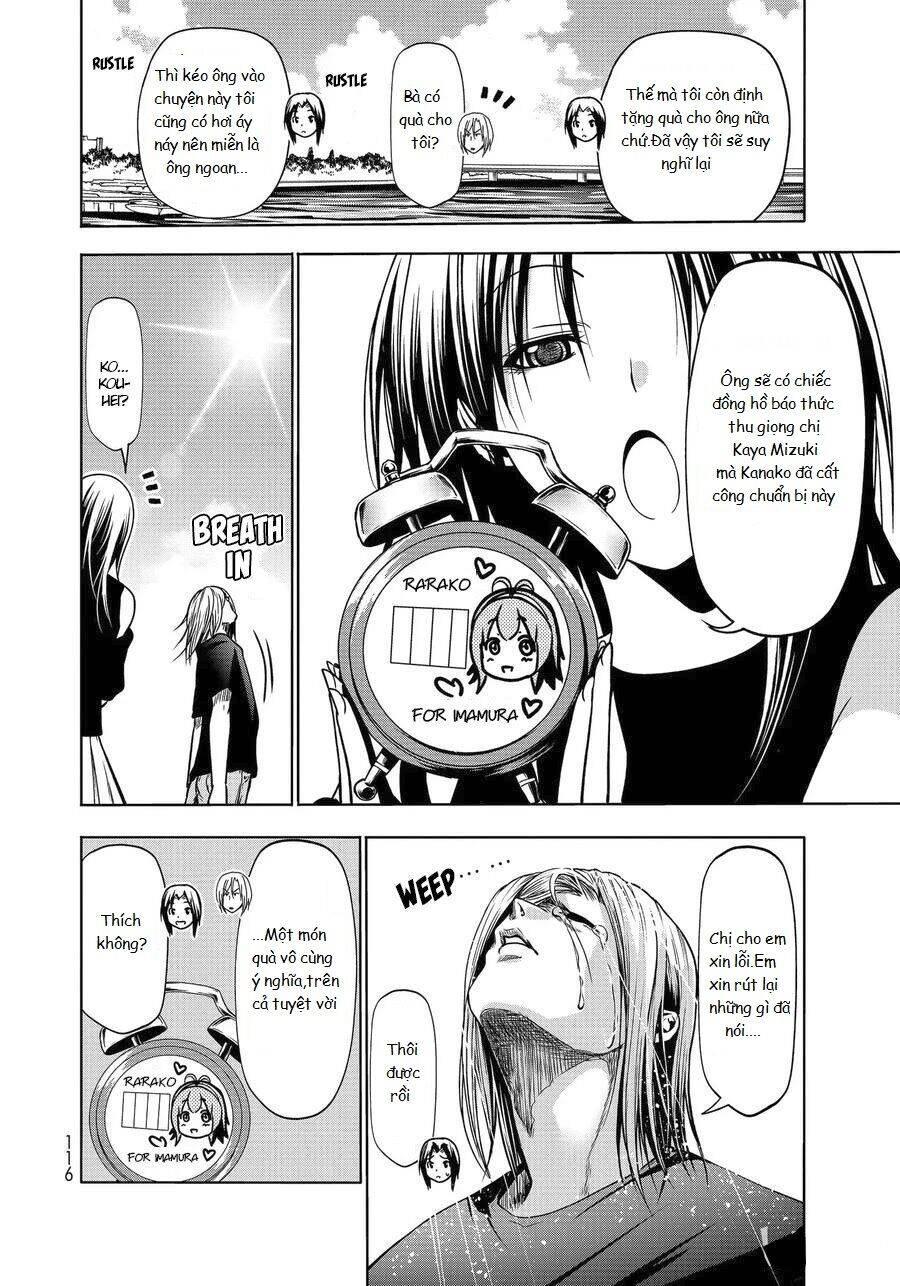 RUSTLE
Thì kéo ông vào
chuyện này tôi
cũng có hơi áy
náy nên miễn là
ông ngoan...
RUSTLE
Bà có
quà cho
tôi?
Thế mà tôi còn định
tặng quà cho ông nữa
chứ.Đã vậy tôi sẽ suy
nghĩ lại
KO...
KOU-
HEI?
BREATH
IN
Ông sẽ có chiếc
đồng hồ báo thức
thu giọng chị
Kaya Mizuki
mà Kanako đã cất
công chuẩn bị này
RARAKO
FOR IMAMURA
Thích
không?
...Một món
quà vô cùng
ý nghĩa,trên
cả tuyệt vời
RARAKO
FOR IMAMURA
WEEP... ...
Chị cho em
xin lỗi.Em
xin rút lại
những gì đã
nói....
Thôi
được
rồi
116